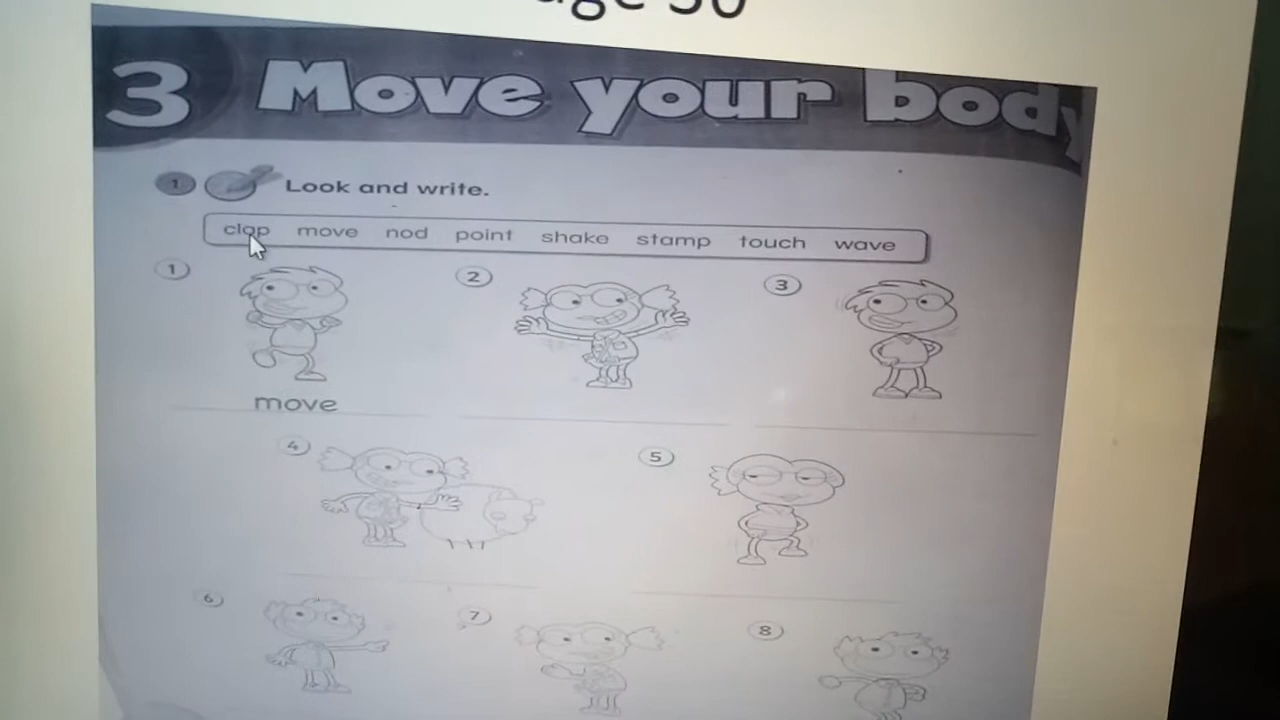 3 Move your body
1 Look and write.
clap move nod point shake stamp touch wave
1 2 3
move
4 5
6 7 8